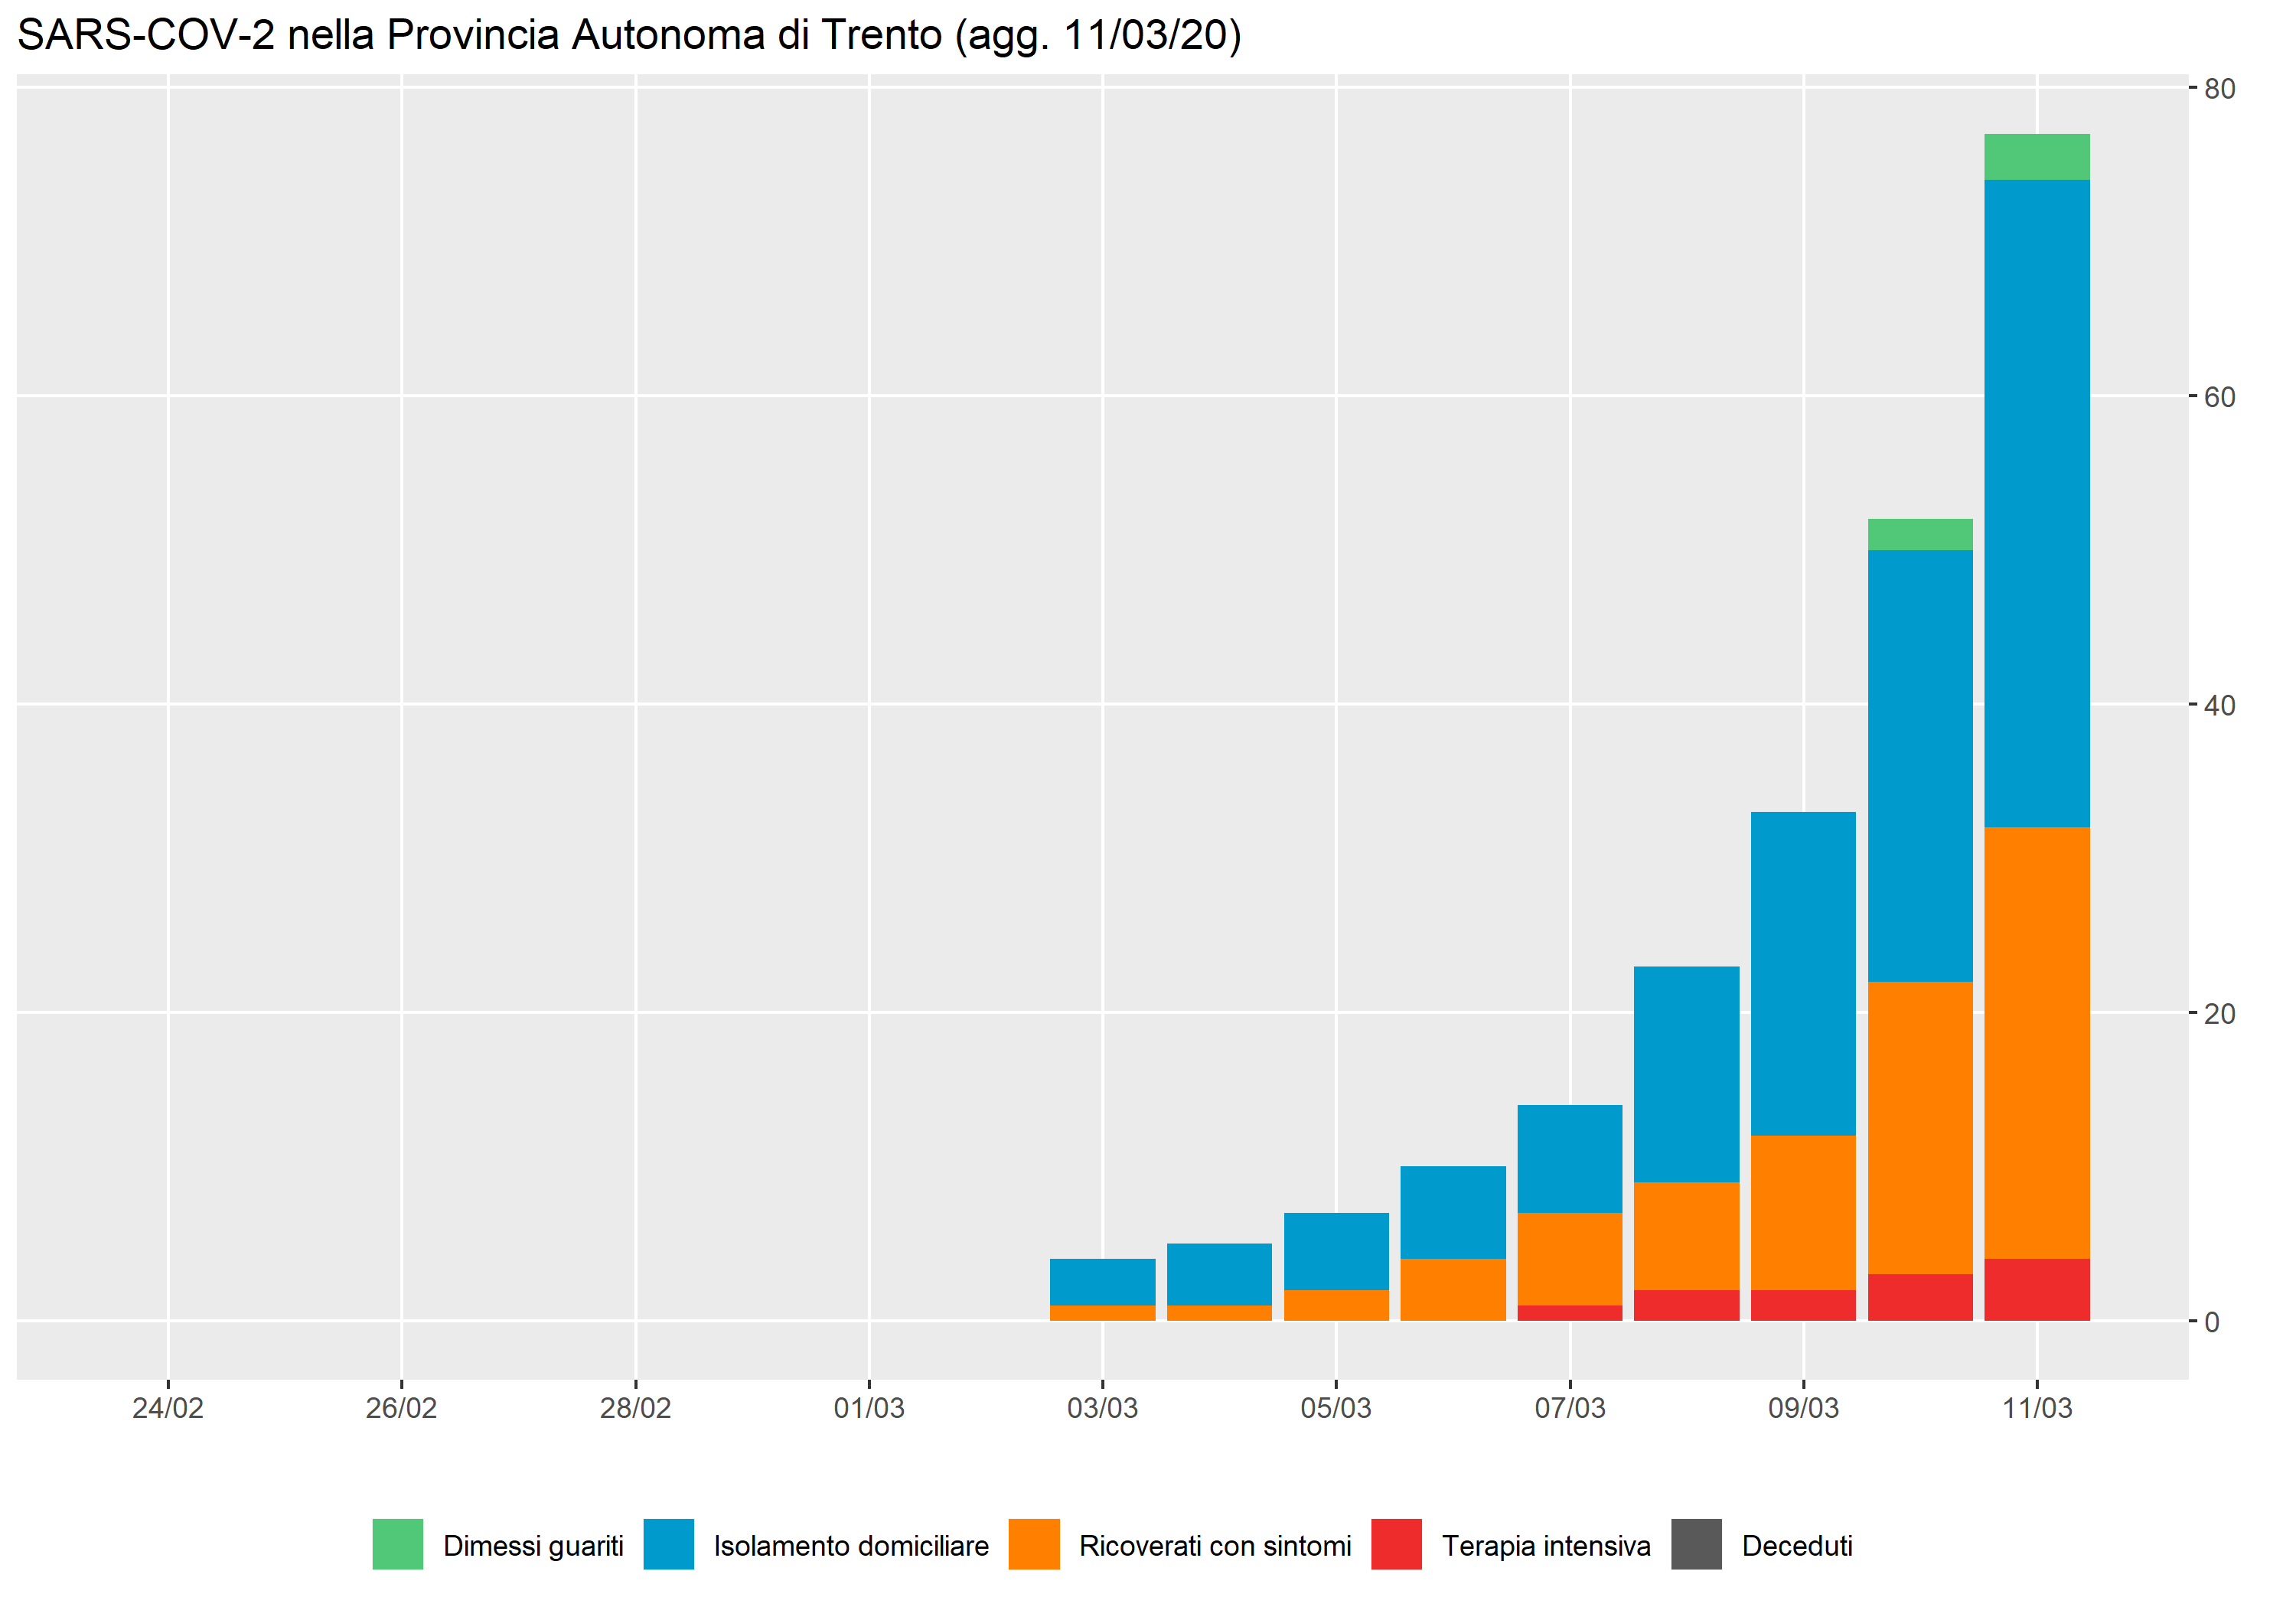 SARS-COV-2 nella Provincia Autonoma di Trento (agg. 11/03/20)
80
60
40
20
0
24/02 26/02 28/02 01/03 03/03 05/03 07/03 09/03 11/03
Dimessi guariti Isolamento domiciliare Ricoverati con sintomi Terapia intensiva Deceduti